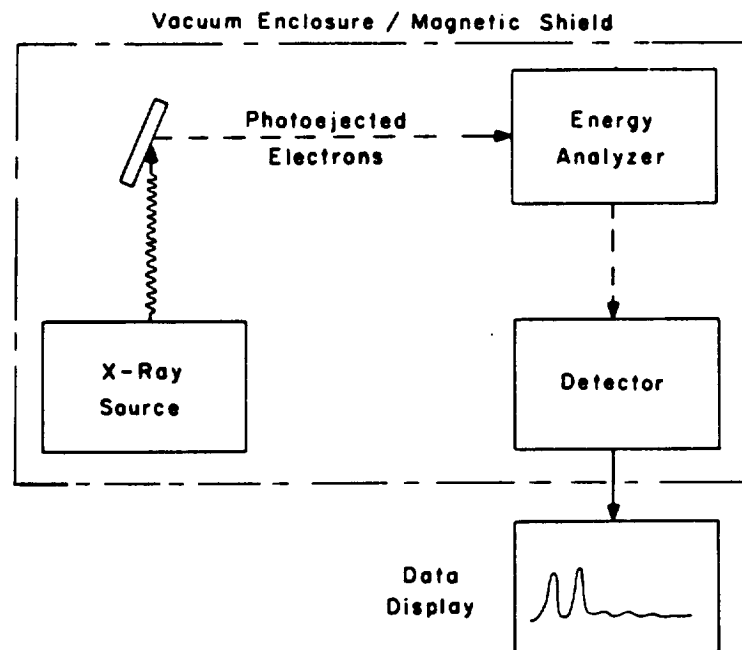 Vacuum Enclosure / Magnetic Shield
Photoejected
Electrons
Energy
Analyzer
X-Ray
Source
Detector
Data
Display